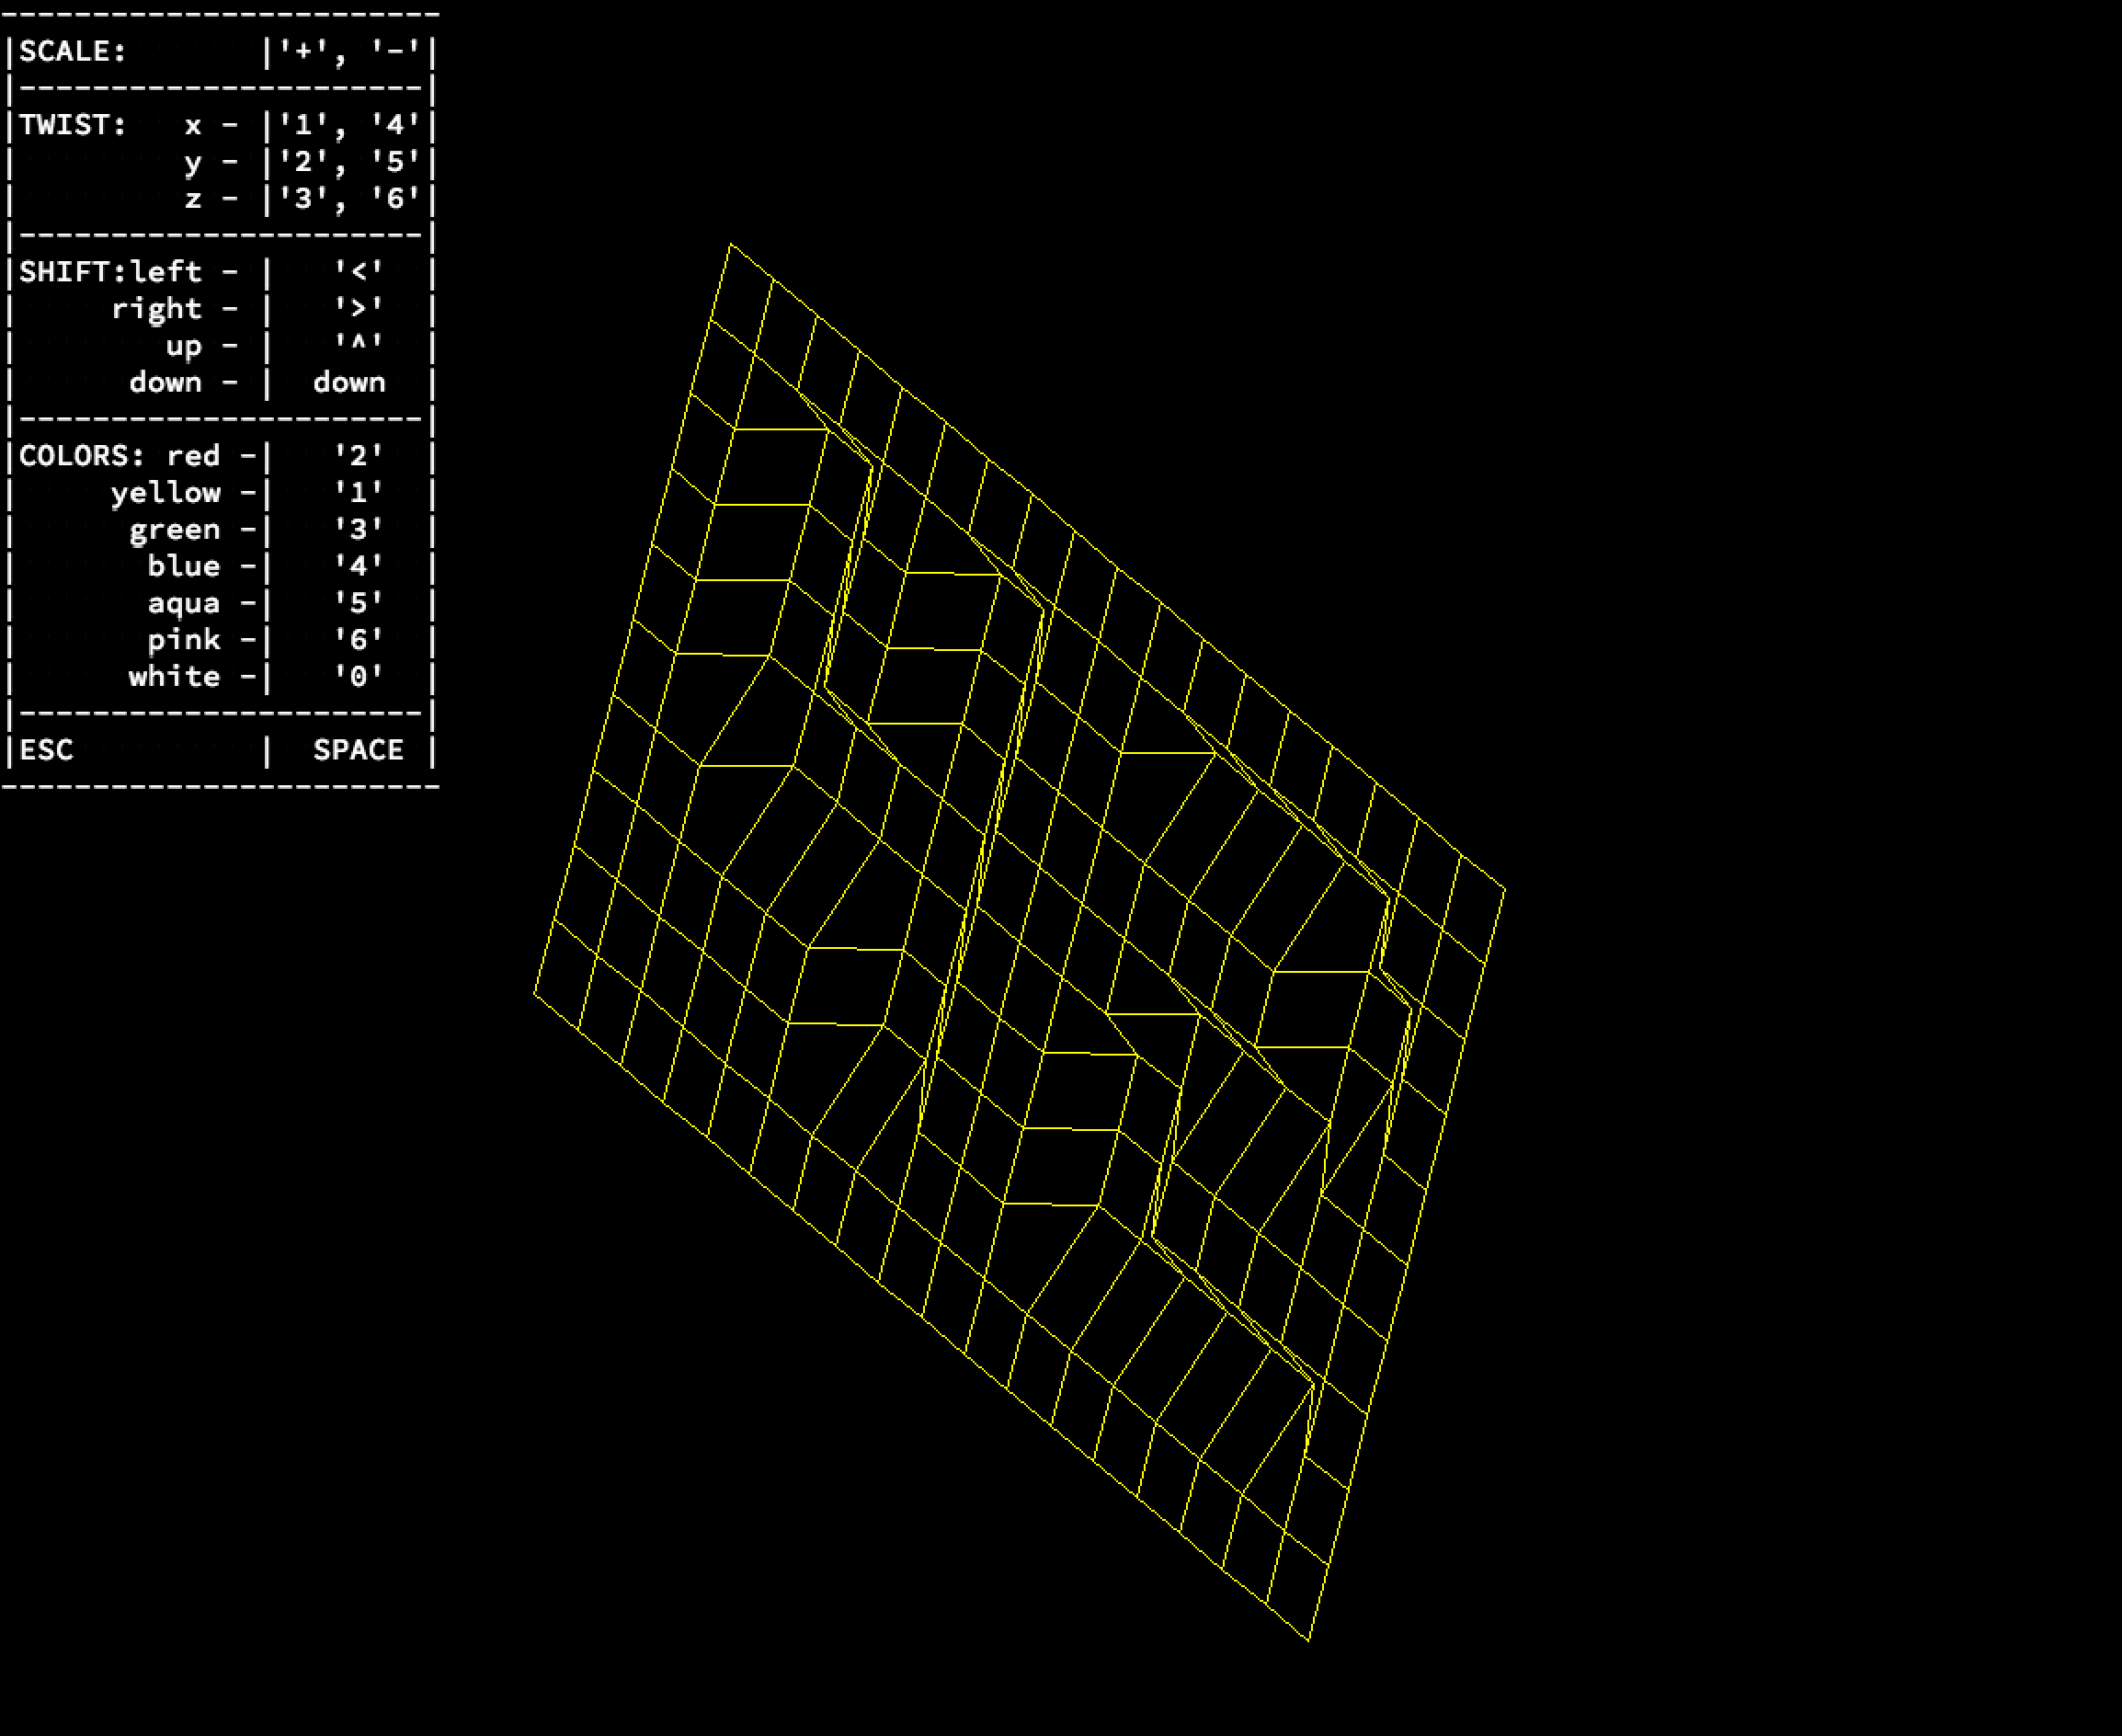 ------------------------
|SCALE:       |'+', '-'|
|----------------------|
|TWIST:   x - |'1', '4'|
|         y - |'2', '5'|
|         z - |'3', '6'|
|----------------------|
|SHIFT:left - |   '<'  |
|     right - |   '>'  |
|        up - |   '^'  |
|      down - |  down  |
|----------------------|
|COLORS: red -|   '2'  |
|     yellow -|   '1'  |
|      green -|   '3'  |
|       blue -|   '4'  |
|       aqua -|   '5'  |
|       pink -|   '6'  |
|      white -|   '0'  |
|----------------------|
|ESC          |  SPACE |
------------------------